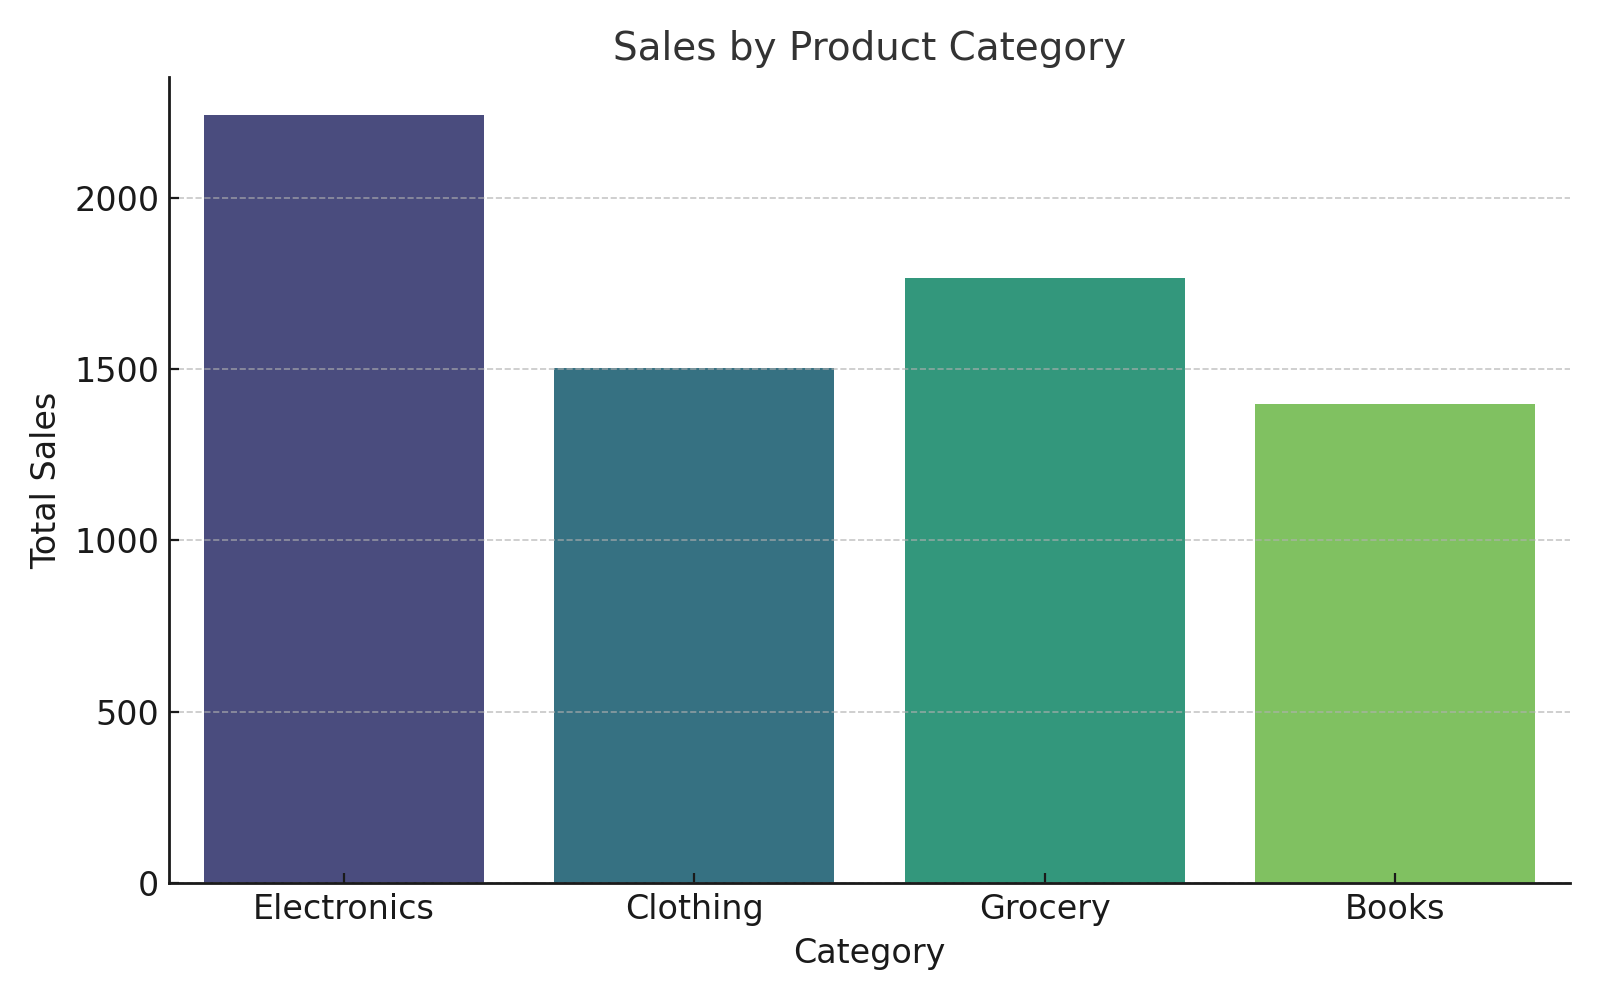 Sales by Product Category
Total Sales
2000
1500
1000
500
0
Electronics Clothing Grocery Books
Category